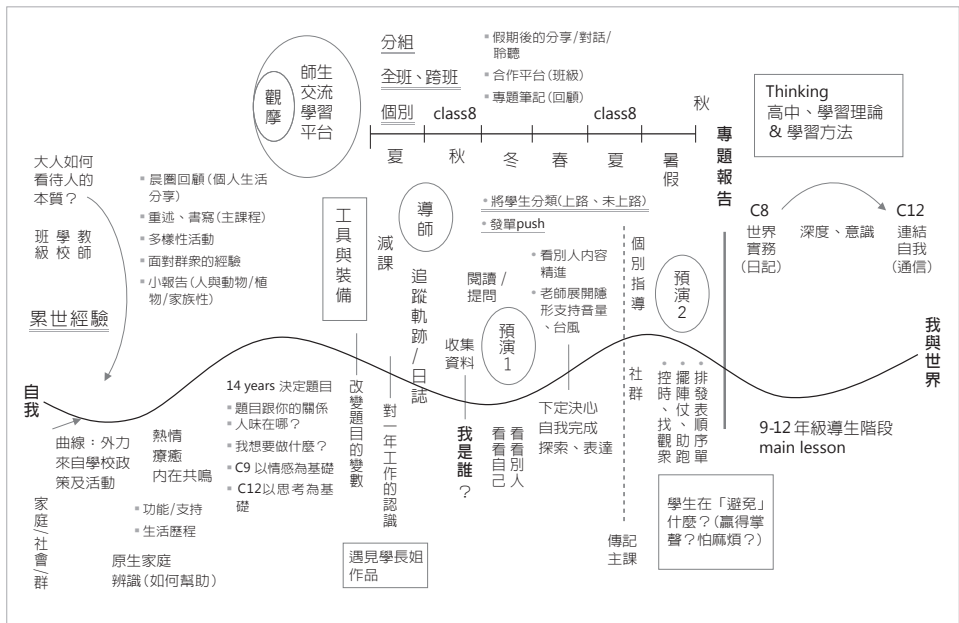 觀摩
師生
交流
學習
平台
分組
全班、跨班
個別
▪ 假期後的分享/對話/
聆聽
▪ 合作平台(班級)
▪ 專題筆記(回顧)
class8
class8
秋
夏
秋
冬
春
夏
暑假
專題報告
Thinking
高中、學習理論
& 學習方法
C8
世界
實務
(日記)
深度、意識
C12
連結
自我
(通信)
大人如何
看待人的
本質？
班級
學校
教師
累世經驗
▪ 晨圈回顧(個人生活
分享)
▪ 重述、書寫(主課程)
▪ 多樣性活動
▪ 面對群衆的經驗
▪ 小報告(人與動物/植
物/家族性)
工具與裝備
減課
導師
追蹤軌跡/日誌
▪ 將學生分類(上路、未上路)
▪ 發單push
閱讀/
提問
▪ 看別人内容
精進
▪ 老師展開隱
形支持音量
、台風
個別指導
預演2
預演1
收集
資料
自我
我與世界
曲線：外力
來自學校政
策及活動
熱情
療癒
内在共鳴
14 years 決定題目
▪ 題目跟你的關係
人味在哪？
▪ 我想要做什麼？
▪ C9 以情感為基礎
▪ C12以思考為基
礎
改變題目的變數
對一年工作的認識
我是誰？
看看別人
看看自己
下定決心
自我完成
探索、表達
社群
▪ 排發表順序單
▪ 擺陣仗、助跑
▪ 控時、找觀衆
9-12 年級導生階段
main lesson
家庭/社會/群
▪ 功能/支持
▪ 生活歷程
原生家庭
辨識(如何幫助)
遇見學長姐
作品
傳記
主課
學生在「避免」
什麼？(贏得掌
聲？怕麻煩？)